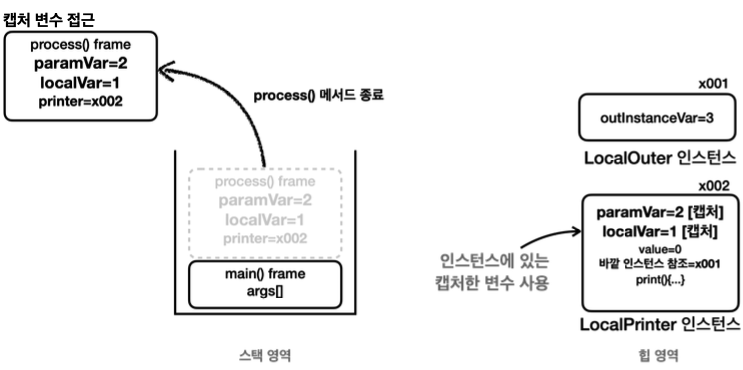 캡처 변수 접근
process() frame
paramVar=2
localVar=1
printer=x002
process() 메서드 종료
process() frame
paramVar=2
localVar=1
printer=x002
main() frame
args[]
스택 영역
x001
outInstanceVar=3
LocalOuter 인스턴스
x002
paramVar=2 [캡처]
localVar=1 [캡처]
value=0
바깥 인스턴스 참조=x001
print(){...}
LocalPrinter 인스턴스
인스턴스에 있는
캡처한 변수 사용
힙 영역